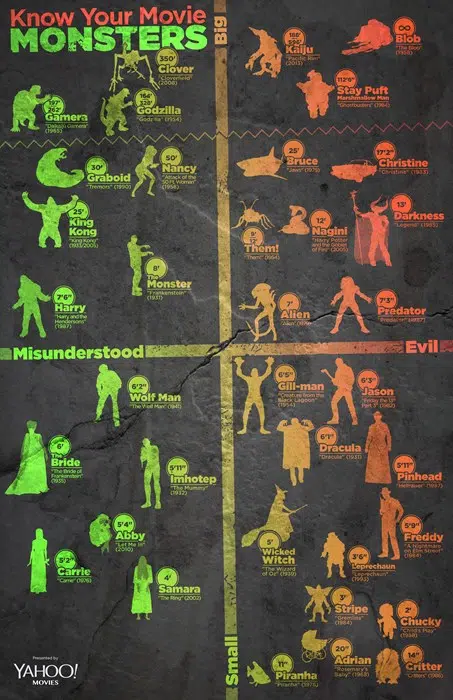 Know Your Movie
MONSTERS
Big
350'
Clover
"Cloverfield"
(2008)
Godzilla
"Godzilla" (1954)
Gamera
(1965)
Kaiju
"Pacific Rim"
(2013)
∞
Blob
"The Blob"
(1958)
112'6"
Stay Puft
Marshmallow Man
"Ghostbusters" (1984)
30'
Graboid
"Tremors" (1990)
50'
Nancy
"Attack of the
50 Ft. Woman"
(1958)
25'
King
Kong
"King Kong"
(1933/2005)
8'
The
Monster
"Frankenstein"
(1931)
7'6"
Harry
"Harry and the
Hendersons"
(1987)
25'
Bruce
"Jaws" (1975)
17'2"
Christine
"Christine" (1983)
Them!
"Them!" (1954)
12'
Nagini
"Harry Potter
and the Goblet
of Fire" (2005)
13'
Darkness
"Legend" (1985)
7'
Alien
"Alien" (1979)
7'3"
Predator
"Predator" (1987)
Misunderstood
Evil
6'2"
Wolf Man
"The Wolf Man" (1941)
6'
The
Bride
"The Bride of
Frankenstein"
(1935)
5'11"
Imhotep
"The Mummy"
(1932)
5'4"
Abby
"Let Me In"
(2010)
5'2"
Carrie
"Carrie" (1976)
4'
Samara
"The Ring" (2002)
6'5"
Gill-man
"Creature from the
Black Lagoon"
(1954)
6'3"
Jason
"Friday the 13th
(1982)
6'1"
Dracula
"Dracula" (1931)
5'11"
Pinhead
"Hellraiser" (1987)
5'9"
Freddy
"A Nightmare
on Elm Street"
(1984)
5'
Wicked
Witch
"The Wizard
of Oz" (1939)
3'6"
Leprechaun
"Leprechaun"
(1993)
3'
Stripe
"Gremlins"
(1984)
2'
Chucky
"Child's Play"
(1988)
20"
Adrian
"Rosemary's
Baby" (1968)
14"
Critter
"Critters" (1986)
11"
Piranha
"Piranha" (1978)
Small
Presented by
YAHOO!
MOVIES